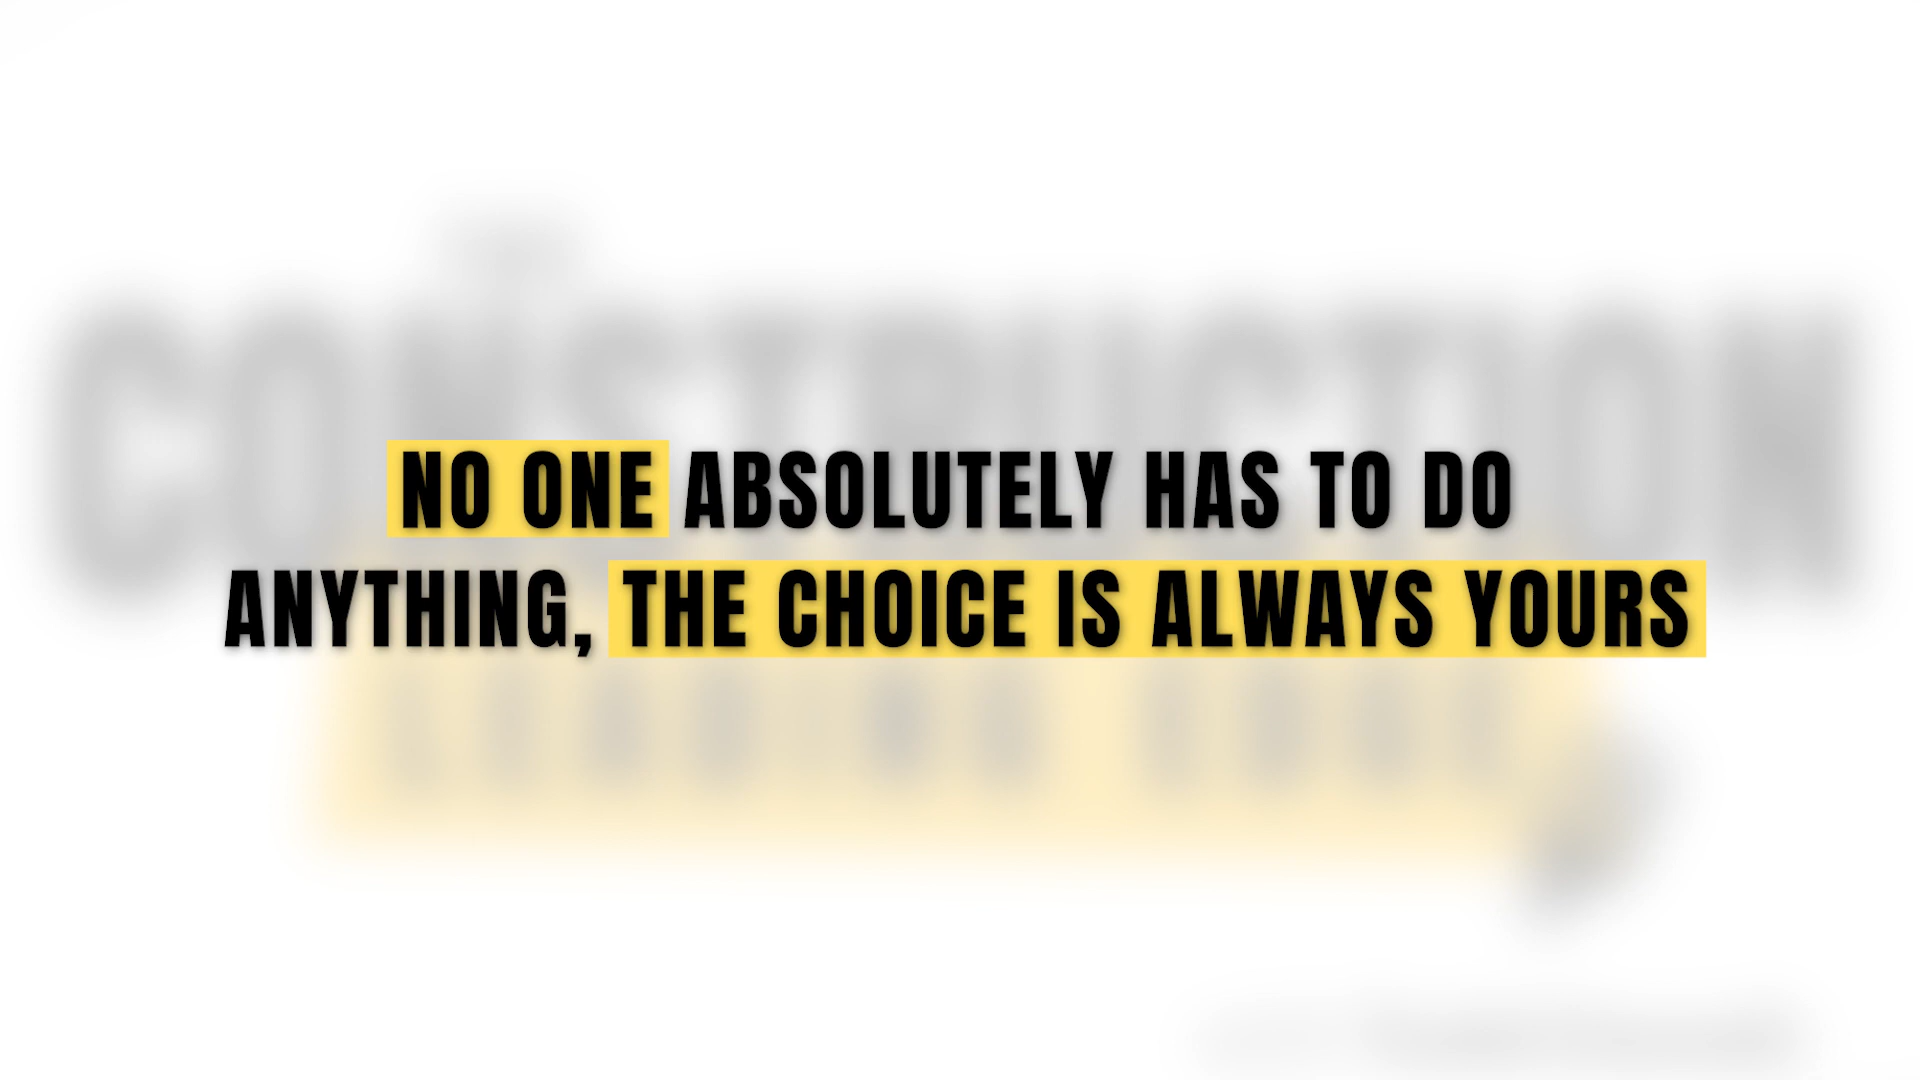 NO ONE ABSOLUTELY HAS TO DO
ANYTHING, THE CHOICE IS ALWAYS YOURS